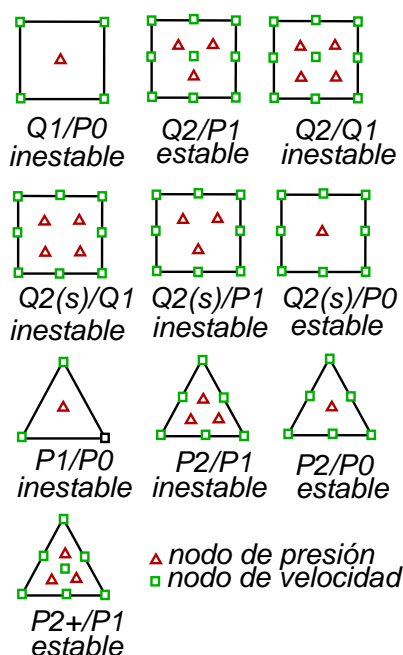 Q1/P0 Q2/P1 Q2/Q1
inestable estable inestable
Q2(s)/Q1 Q2(s)/P1 Q2(s)/P0
inestable inestable estable
P1/P0 P2/P1 P2/P0
inestable inestable estable
nodo de presión
nodo de velocidad
P2+/P1
estable